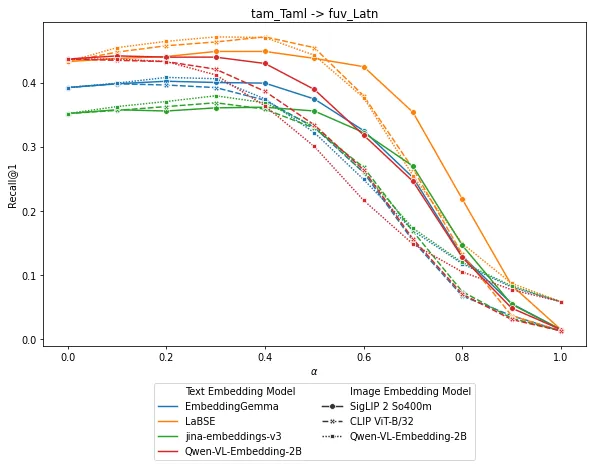 tam_Taml -> fuv_Latn
Recall@1
0.4
0.3
0.2
0.1
0.0
0.0 0.2 0.4 0.6 0.8 1.0
α
Text Embedding Model Image Embedding Model
EmbeddingGemma SigLIP 2 So400m
LaBSE CLIP ViT-B/32
jina-embeddings-v3 Qwen-VL-Embedding-2B
Qwen-VL-Embedding-2B